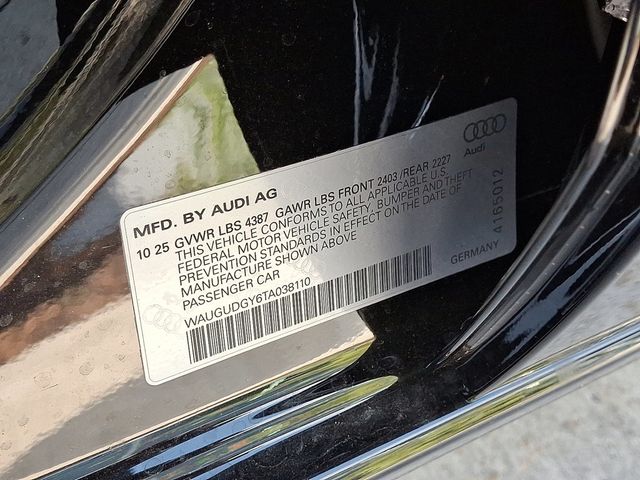 Audi
MFD. BY AUDI AG
10 25 GVWR LBS 4387 GAWR LBS FRONT 2403 /REAR 2227
THIS VEHICLE CONFORMS TO ALL APPLICABLE U.S.
FEDERAL MOTOR VEHICLE SAFETY, BUMPER AND THEFT
PREVENTION STANDARDS IN EFFECT ON THE DATE OF
MANUFACTURE SHOWN ABOVE
PASSENGER CAR
WAUGUDGY6TA038110
GERMANY
4165012